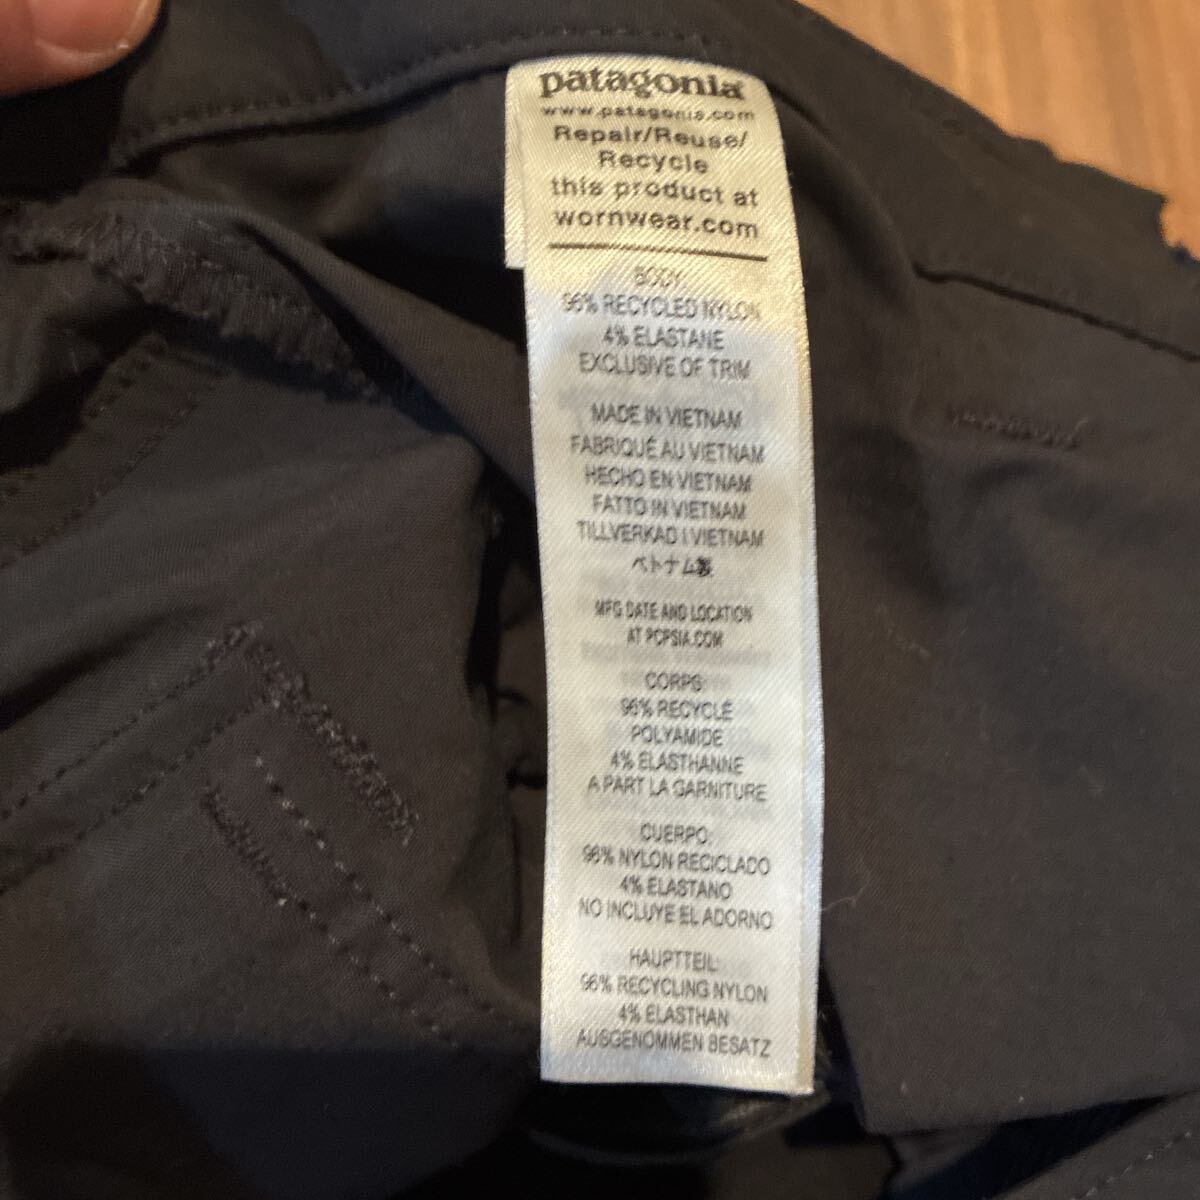 patagonia
www.patagonia.com
Repair/Reuse/
Recycle
this product at
wornwear.com
BODY:
96% RECYCLED NYLON
4% ELASTANE
EXCLUSIVE OF TRIM
MADE IN VIETNAM
FABRIQUÉ AU VIETNAM
HECHO EN VIETNAM
FATTO IN VIETNAM
TILLVERKAD I VIETNAM
ベトナム製
MFG DATE AND LOCATION
AT PCPSIA.COM
CORPS:
96% RECYCLÉ
POLYAMIDE
4% ELASTHANNE
A PART LA GARNITURE
CUERPO:
96% NYLON RECICLADO
4% ELASTANO
NO INCLUYE EL ADORNO
HAUPTTEIL:
96% RECYCLING NYLON
4% ELASTHAN
AUSGENOMMEN BESATZ